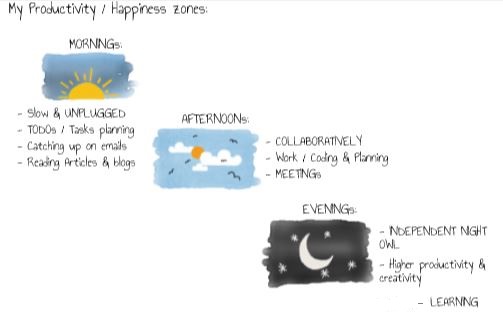 My Productivity / Happiness zones:
MORNINGS:
- Slow & UNPLUGGED
- TODOs / Tasks planning
- Catching up on emails
- Reading Articles & blogs
AFTERNOONS:
- COLLABORATIVELY
- Work / Coding & Planning
- MEETINGS
EVENINGS:
- INDEPENDENT NIGHT
OWL
- Higher productivity &
creativity
- LEARNING